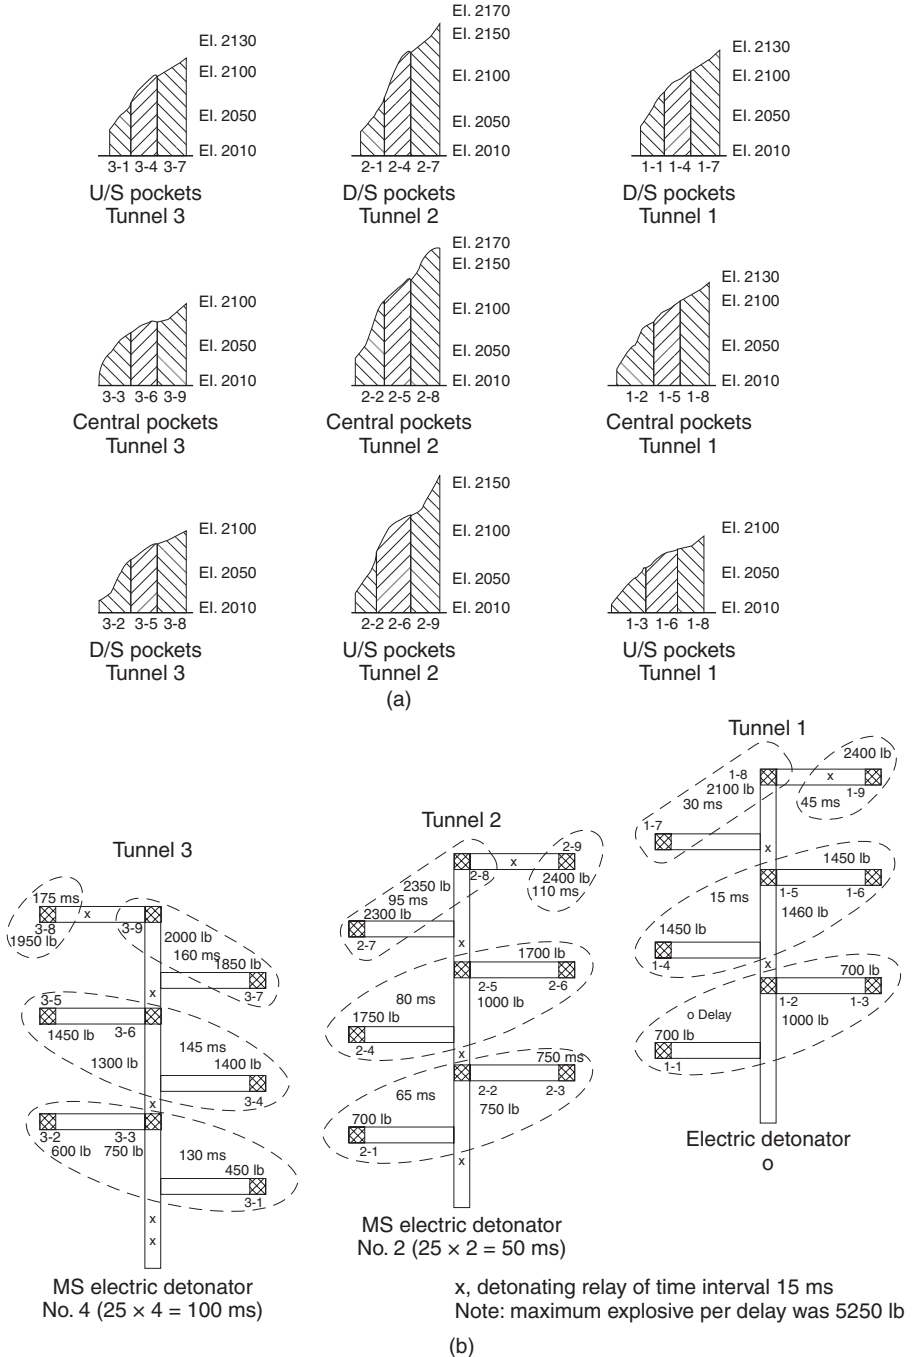 El. 2130
El. 2100
El. 2050
El. 2010
3-1 3-4 3-7
U/S pockets
Tunnel 3
El. 2170
El. 2150
El. 2100
El. 2050
El. 2010
2-1 2-4 2-7
D/S pockets
Tunnel 2
El. 2130
El. 2100
El. 2050
El. 2010
1-1 1-4 1-7
D/S pockets
Tunnel 1
El. 2100
El. 2050
El. 2010
3-3 3-6 3-9
Central pockets
Tunnel 3
El. 2170
El. 2150
El. 2100
El. 2050
El. 2010
2-2 2-5 2-8
Central pockets
Tunnel 2
El. 2130
El. 2100
El. 2050
El. 2010
1-2 1-5 1-8
Central pockets
Tunnel 1
El. 2100
El. 2050
El. 2010
3-2 3-5 3-8
D/S pockets
Tunnel 3
El. 2150
El. 2100
El. 2050
El. 2010
2-2 2-6 2-9
U/S pockets
Tunnel 2
El. 2100
El. 2050
El. 2010
1-3 1-6 1-8
U/S pockets
Tunnel 1
(a)
Tunnel 3
175 ms
x
3-8
3-9
1950 lb
2000 lb
160 ms
1850 lb
3-7
x
3-5
3-6
1450 lb
145 ms
1300 lb
1400 lb
3-4
x
3-2
3-3
600 lb
750 lb
130 ms
450 lb
3-1
x
x
MS electric detonator
No. 4 (25 × 4 = 100 ms)
Tunnel 2
2-9
x
2-8
2350 lb
2400 lb
95 ms
110 ms
2300 lb
2-7
x
1700 lb
2-5
2-6
80 ms
1000 lb
1750 lb
2-4
x
750 ms
2-2
2-3
65 ms
750 lb
700 lb
2-1
x
MS electric detonator
No. 2 (25 × 2 = 50 ms)
Tunnel 1
2400 lb
1-8
x
2100 lb
1-9
30 ms
45 ms
1-7
x
1450 lb
1-5
1-6
15 ms
1460 lb
1450 lb
1-4
x
700 lb
1-2
1-3
o Delay
1000 lb
700 lb
1-1
Electric detonator
o
x, detonating relay of time interval 15 ms
Note: maximum explosive per delay was 5250 lb
(b)